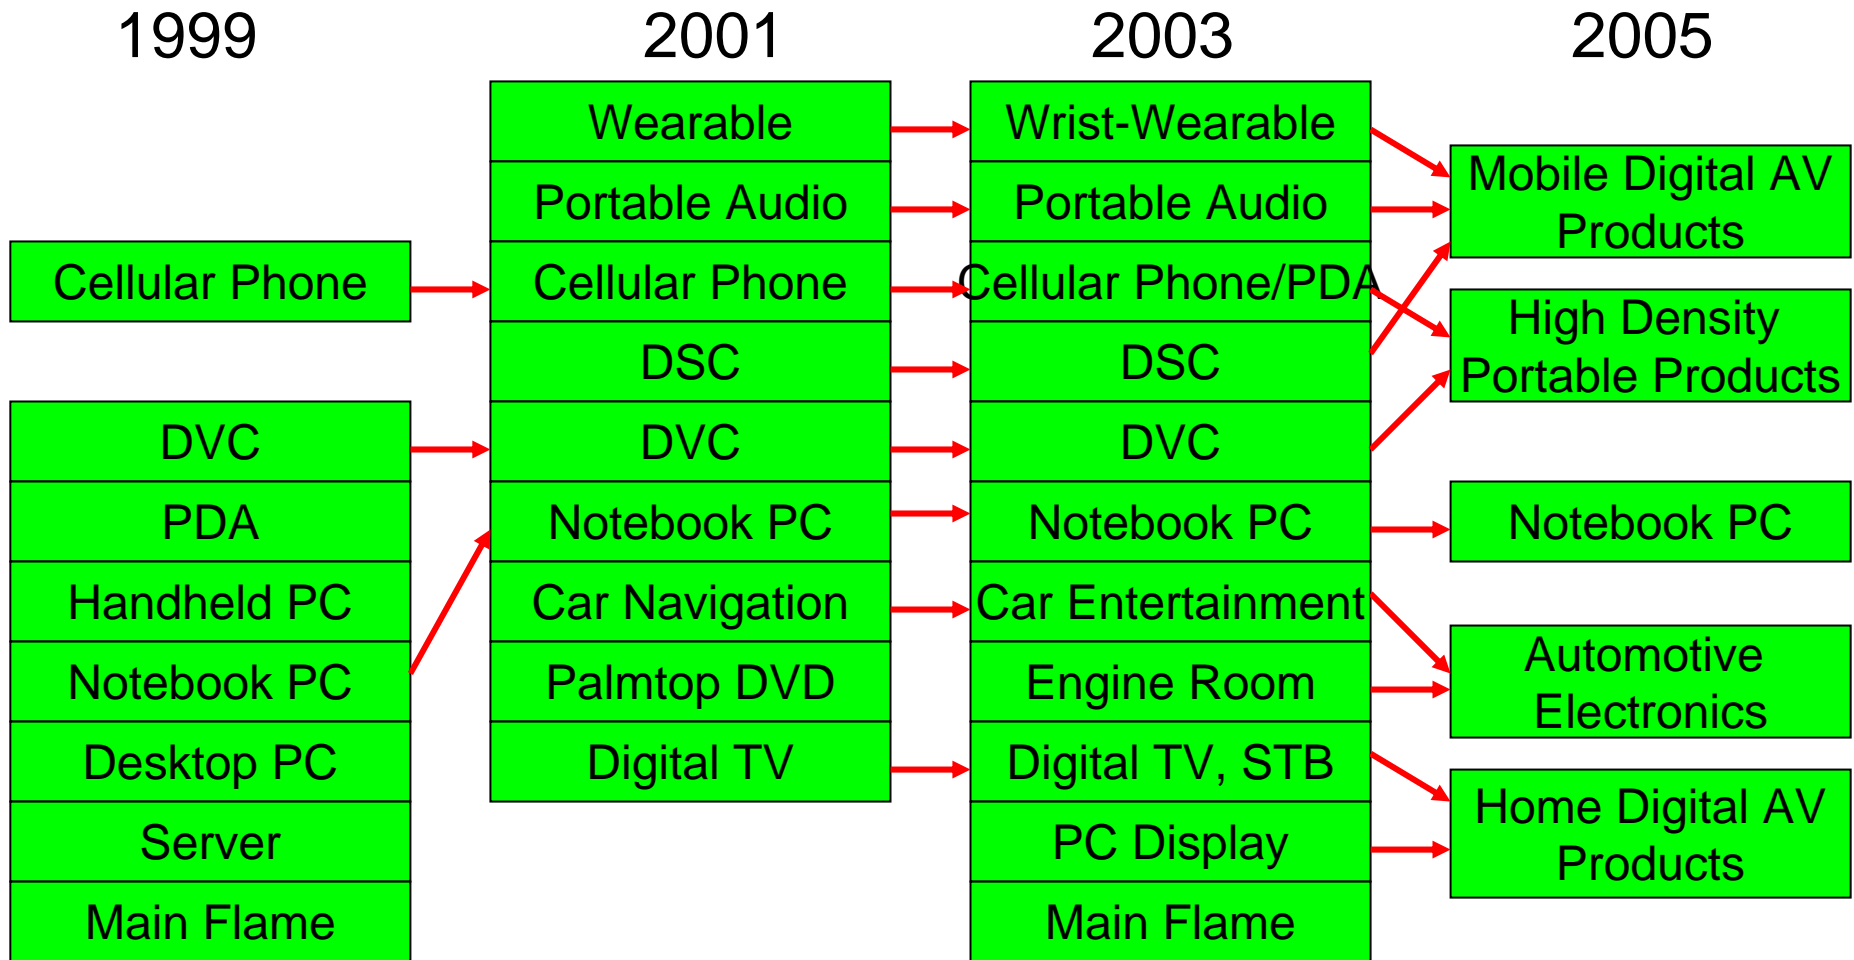 1999
2001
2003
2005
Cellular Phone
DVC
PDA
Handheld PC
Notebook PC
Desktop PC
Server
Main Flame
Wearable
Portable Audio
Cellular Phone
DSC
DVC
Notebook PC
Car Navigation
Palmtop DVD
Digital TV
Wrist-Wearable
Portable Audio
Cellular Phone/PDA
DSC
DVC
Notebook PC
Car Entertainment
Engine Room
Digital TV, STB
PC Display
Main Flame
Mobile Digital AV
Products
High Density
Portable Products
Notebook PC
Automotive
Electronics
Home Digital AV
Products